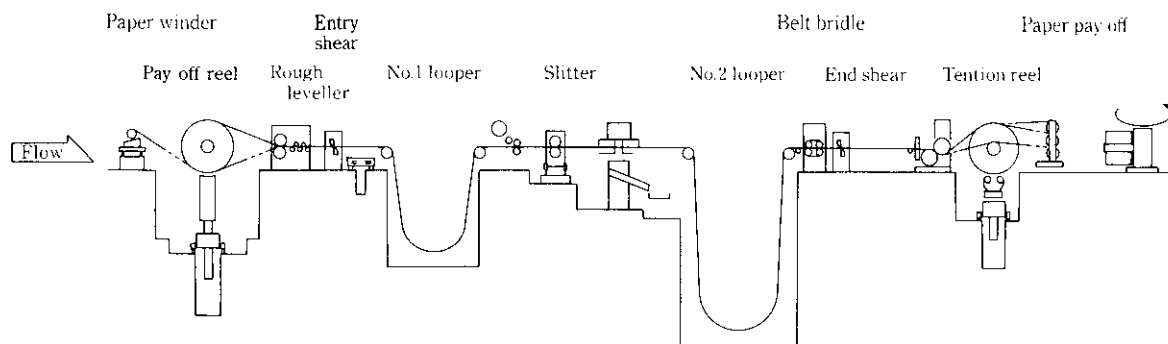 Paper winder
Entry
shear
Belt bridle
Paper pay off
Pay off reel
Rough
leveller
No.1 looper
Slitter
No.2 looper
End shear
Tention reel
Flow